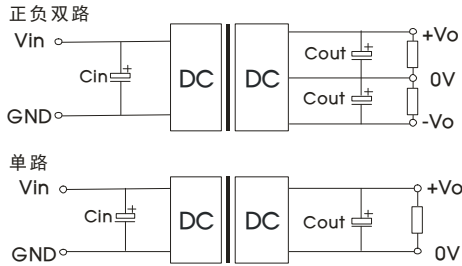 正负双路
Vin
+Vo
Cin
+
DC
DC
Cout
+
0V
Cout
+
GND
-Vo
单路
Vin
+Vo
Cin
+
DC
DC
Cout
+
GND
0V